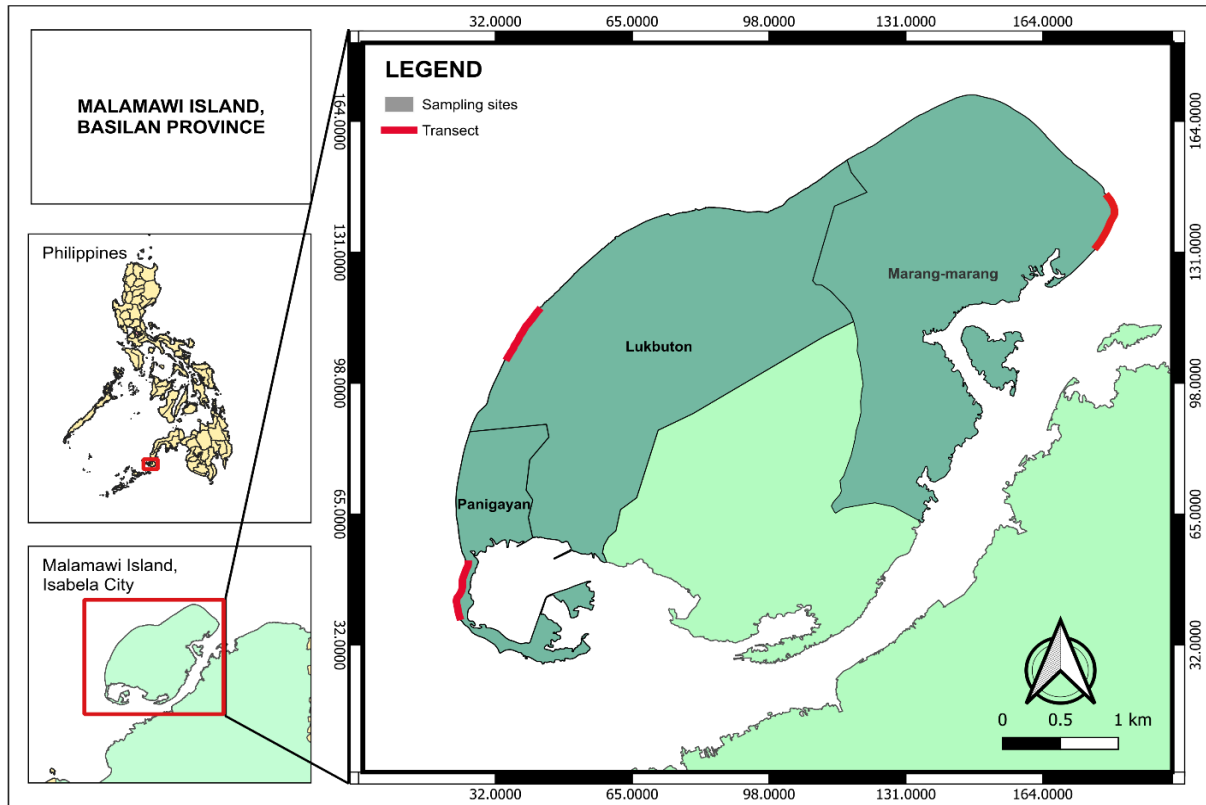 MALAMAWI ISLAND,
BASILAN PROVINCE
Philippines
Malamawi Island,
Isabela City
32.0000 65.0000 98.0000 131.0000 164.0000
LEGEND
Sampling sites
Transect
164.0000
131.0000
98.0000
65.0000
32.0000
Marang-marang
Lukbuton
Panigayan
164.0000
131.0000
98.0000
65.0000
32.0000
0 0.5 1 km
32.0000 65.0000 98.0000 131.0000 164.0000